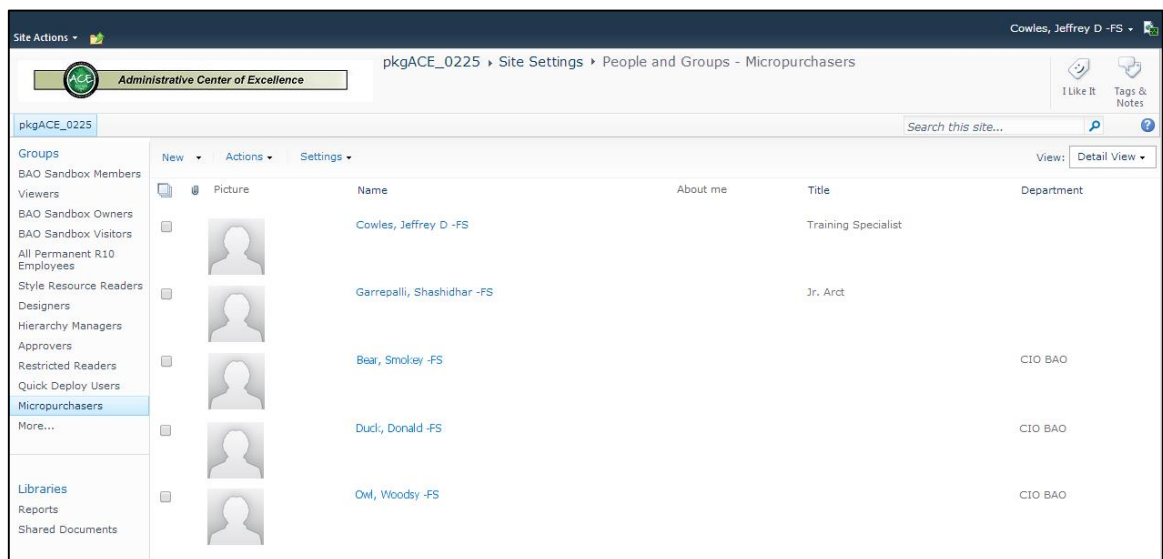 Site Actions
Cowles, Jeffrey D -FS
ACE
Administrative Center of Excellence
pkgACE_0225 Site Settings People and Groups - Micropurchasers
I Like It
Tags &
Notes
pkgACE_0225
Search this site...
Groups
BAO Sandbox Members
Viewers
BAO Sandbox Owners
BAO Sandbox Visitors
All Permanent R10
Employees
Style Resource Readers
Designers
Hierarchy Managers
Approvers
Restricted Readers
Quick Deploy Users
Micropurchasers
More...
Libraries
Reports
Shared Documents
New Actions Settings View: Detail View
Picture Name About me Title Department
Cowles, Jeffrey D -FS Training Specialist
Garrepalli, Shashidhar -FS Jr. Arct
Bear, Smokey -FS CIO BAO
Duck, Donald -FS CIO BAO
Owl, Woodsy -FS CIO BAO